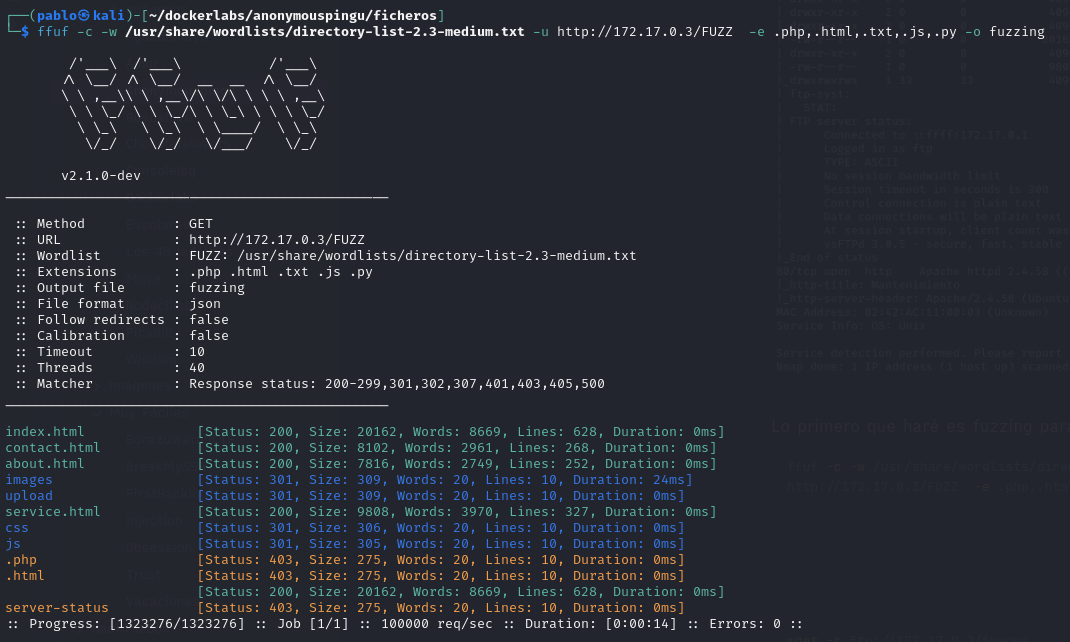 ┌──(pablo㉿kali)-[~/dockerlabs/anonymouspingu/ficheros]
└─$ ffuf -c -w /usr/share/wordlists/directory-list-2.3-medium.txt -u http://172.17.0.3/FUZZ  -e .php,.html,.txt,.js,.py -o fuzzing
v2.1.0-dev
:: Method           : GET
:: URL              : http://172.17.0.3/FUZZ
:: Wordlist         : FUZZ: /usr/share/wordlists/directory-list-2.3-medium.txt
:: Extensions       : .php .html .txt .js .py
:: Output file      : fuzzing
:: File format      : json
:: Follow redirects : false
:: Calibration      : false
:: Timeout          : 10
:: Threads          : 40
:: Matcher          : Response status: 200-299,301,302,307,401,403,405,500
index.html              [Status: 200, Size: 20162, Words: 8669, Lines: 628, Duration: 0ms]
contact.html            [Status: 200, Size: 8102, Words: 2961, Lines: 268, Duration: 0ms]
about.html              [Status: 200, Size: 7816, Words: 2749, Lines: 252, Duration: 0ms]
images                  [Status: 301, Size: 309, Words: 20, Lines: 10, Duration: 24ms]
upload                  [Status: 301, Size: 309, Words: 20, Lines: 10, Duration: 0ms]
service.html            [Status: 200, Size: 9808, Words: 3970, Lines: 327, Duration: 0ms]
css                     [Status: 301, Size: 306, Words: 20, Lines: 10, Duration: 0ms]
js                      [Status: 301, Size: 305, Words: 20, Lines: 10, Duration: 0ms]
.php                    [Status: 403, Size: 275, Words: 20, Lines: 10, Duration: 0ms]
.html                   [Status: 403, Size: 275, Words: 20, Lines: 10, Duration: 0ms]
[Status: 200, Size: 20162, Words: 8669, Lines: 628, Duration: 0ms]
server-status           [Status: 403, Size: 275, Words: 20, Lines: 10, Duration: 0ms]
:: Progress: [1323276/1323276] :: Job [1/1] :: 100000 req/sec :: Duration: [0:00:14] :: Errors: 0 ::
Lo primero que haré es fuzzing